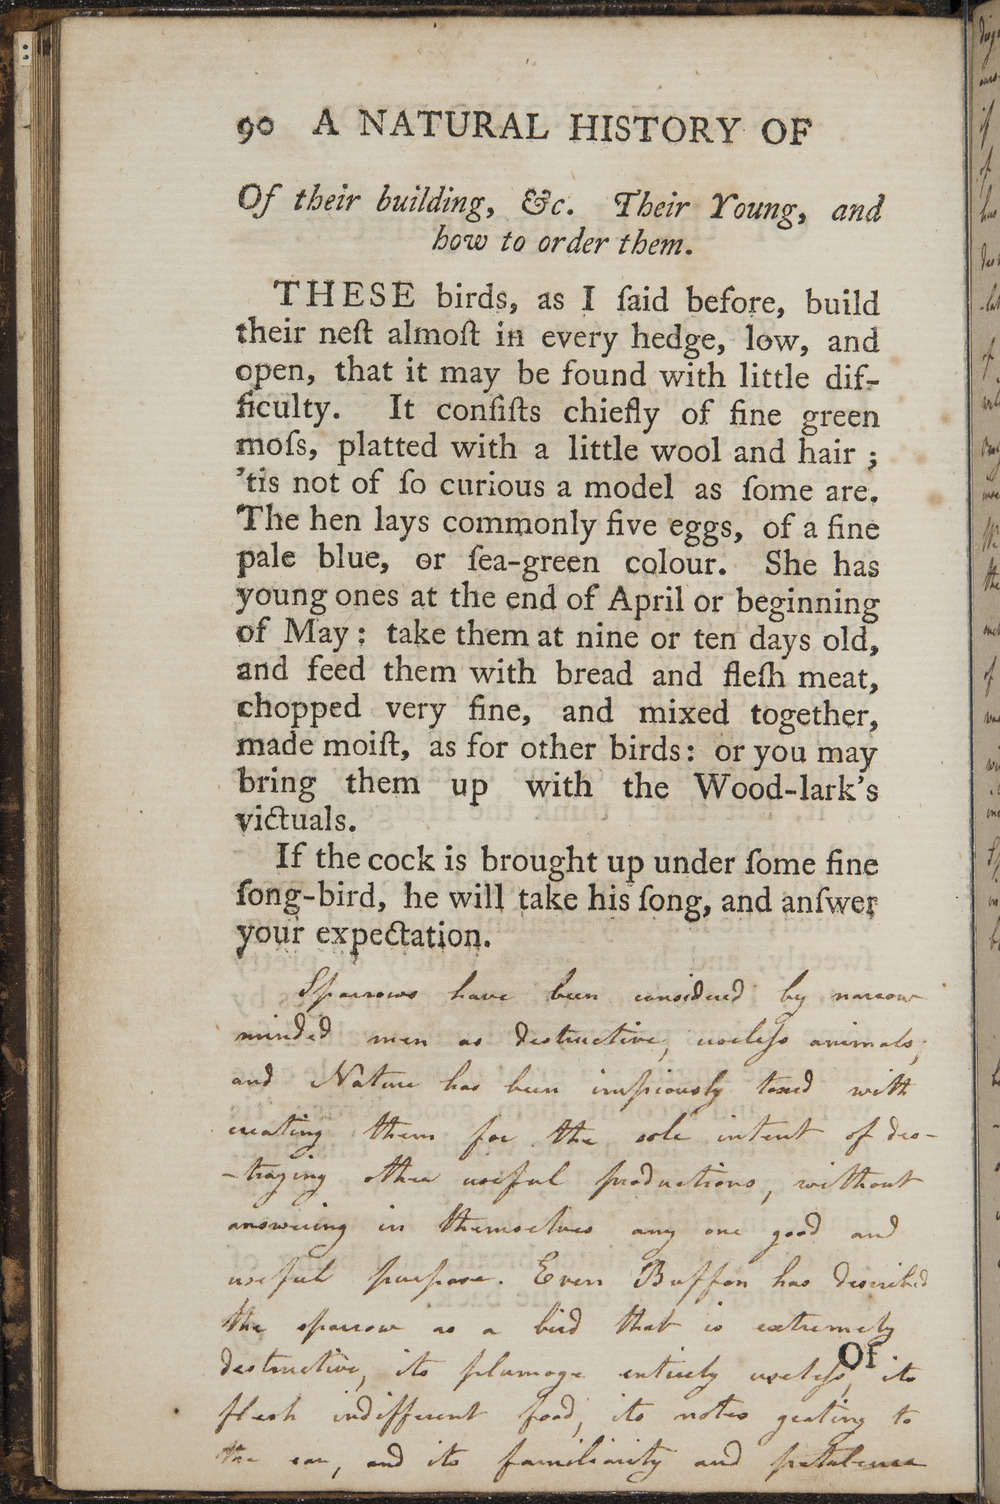 90 A NATURAL HISTORY OF
Of their building, &c. Their Young, and
how to order them.
THESE birds, as I ſaid before, build
their neſt almoſt in every hedge, low, and
open, that it may be found with little dif-
ficulty. It conſiſts chiefly of fine green
moſs, platted with a little wool and hair ;
'tis not of ſo curious a model as ſome are.
The hen lays commonly five eggs, of a fine
pale blue, or ſea-green colour. She has
young ones at the end of April or beginning
of May : take them at nine or ten days old,
and feed them with bread and fleſh meat,
chopped very fine, and mixed together,
made moiſt, as for other birds : or you may
bring them up with the Wood-lark's
victuals.
If the cock is brought up under ſome fine
ſong-bird, he will take his ſong, and anſwer
your expectation.
Sparrows have been considered by narrow
minded men as destructive, useleſs animals;
and Nature has been impiously taxed with
creating them for the sole intent of des-
-troying other useful productions, without
answering in themselves any one good and
useful purpose. Even Buffon has described
the sparrow as a bird that is extremely
destructive, its plumage entirely useleſs, its
flesh indifferent food, its notes grating to
the ear, and its familiarity and petulance
Of